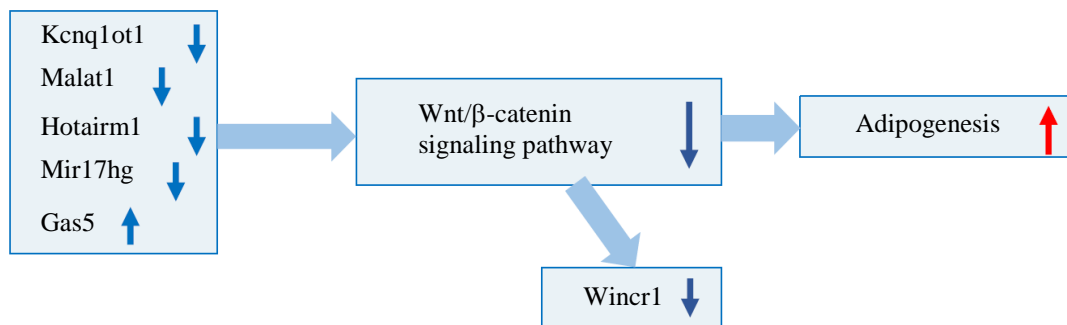 Kcnq1ot1
Malat1
Hotairm1
Mir17hg
Gas5
Wnt/β-catenin
signaling pathway
Adipogenesis
Wincr1